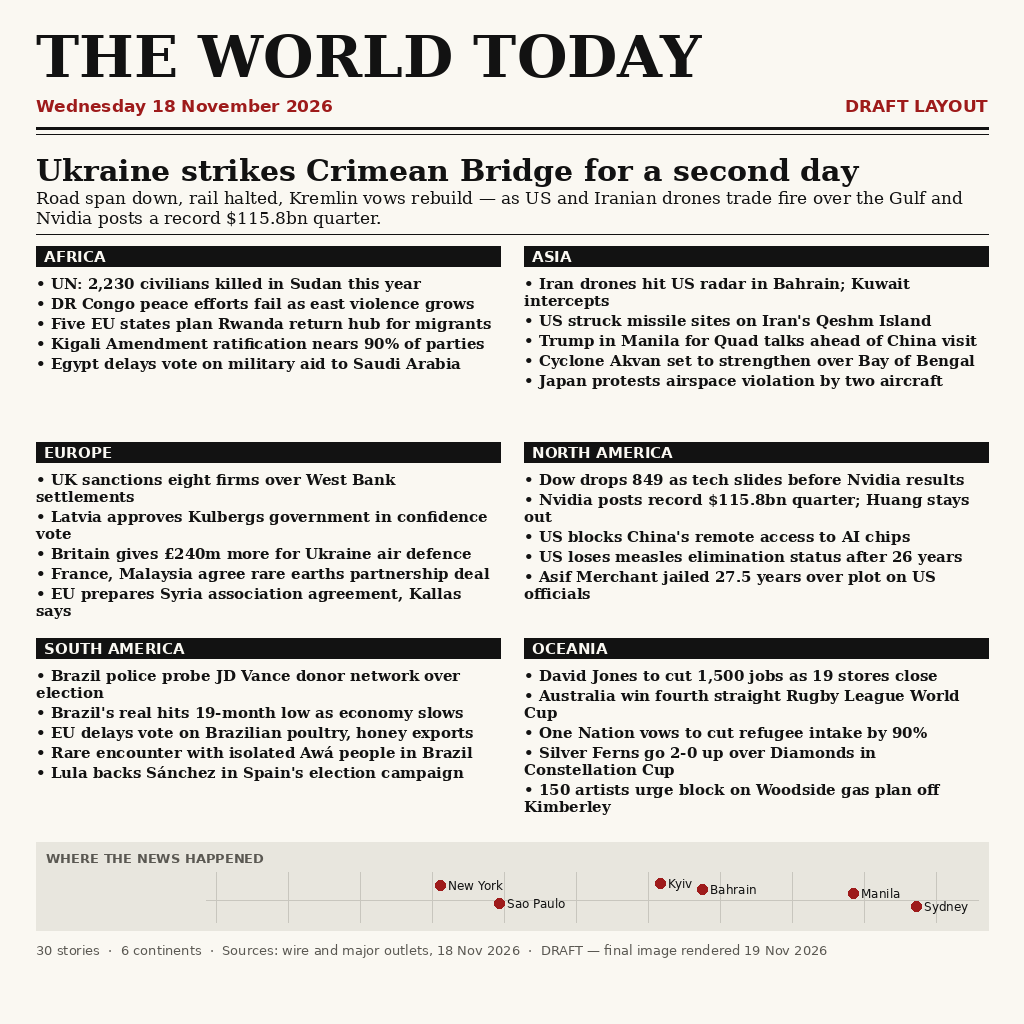 THE WORLD TODAY
Wednesday 18 November 2026
DRAFT LAYOUT
Ukraine strikes Crimean Bridge for a second day
Road span down, rail halted, Kremlin vows rebuild — as US and Iranian drones trade fire over the Gulf and
Nvidia posts a record $115.8bn quarter.
AFRICA
• UN: 2,230 civilians killed in Sudan this year
• DR Congo peace efforts fail as east violence grows
• Five EU states plan Rwanda return hub for migrants
• Kigali Amendment ratification nears 90% of parties
• Egypt delays vote on military aid to Saudi Arabia
ASIA
• Iran drones hit US radar in Bahrain; Kuwait
intercepts
• US struck missile sites on Iran's Qeshm Island
• Trump in Manila for Quad talks ahead of China visit
• Cyclone Akvan set to strengthen over Bay of Bengal
• Japan protests airspace violation by two aircraft
EUROPE
• UK sanctions eight firms over West Bank
settlements
• Latvia approves Kulbergs government in confidence
vote
• Britain gives £240m more for Ukraine air defence
• France, Malaysia agree rare earths partnership deal
• EU prepares Syria association agreement, Kallas
says
NORTH AMERICA
• Dow drops 849 as tech slides before Nvidia results
• Nvidia posts record $115.8bn quarter; Huang stays
out
• US blocks China's remote access to AI chips
• US loses measles elimination status after 26 years
• Asif Merchant jailed 27.5 years over plot on US
officials
SOUTH AMERICA
• Brazil police probe JD Vance donor network over
election
• Brazil's real hits 19-month low as economy slows
• EU delays vote on Brazilian poultry, honey exports
• Rare encounter with isolated Awá people in Brazil
• Lula backs Sánchez in Spain's election campaign
OCEANIA
• David Jones to cut 1,500 jobs as 19 stores close
• Australia win fourth straight Rugby League World
Cup
• One Nation vows to cut refugee intake by 90%
• Silver Ferns go 2-0 up over Diamonds in
Constellation Cup
• 150 artists urge block on Woodside gas plan off
Kimberley
WHERE THE NEWS HAPPENED
New York
Sao Paulo
Kyiv
Bahrain
Manila
Sydney
30 stories · 6 continents · Sources: wire and major outlets, 18 Nov 2026 · DRAFT — final image rendered 19 Nov 2026